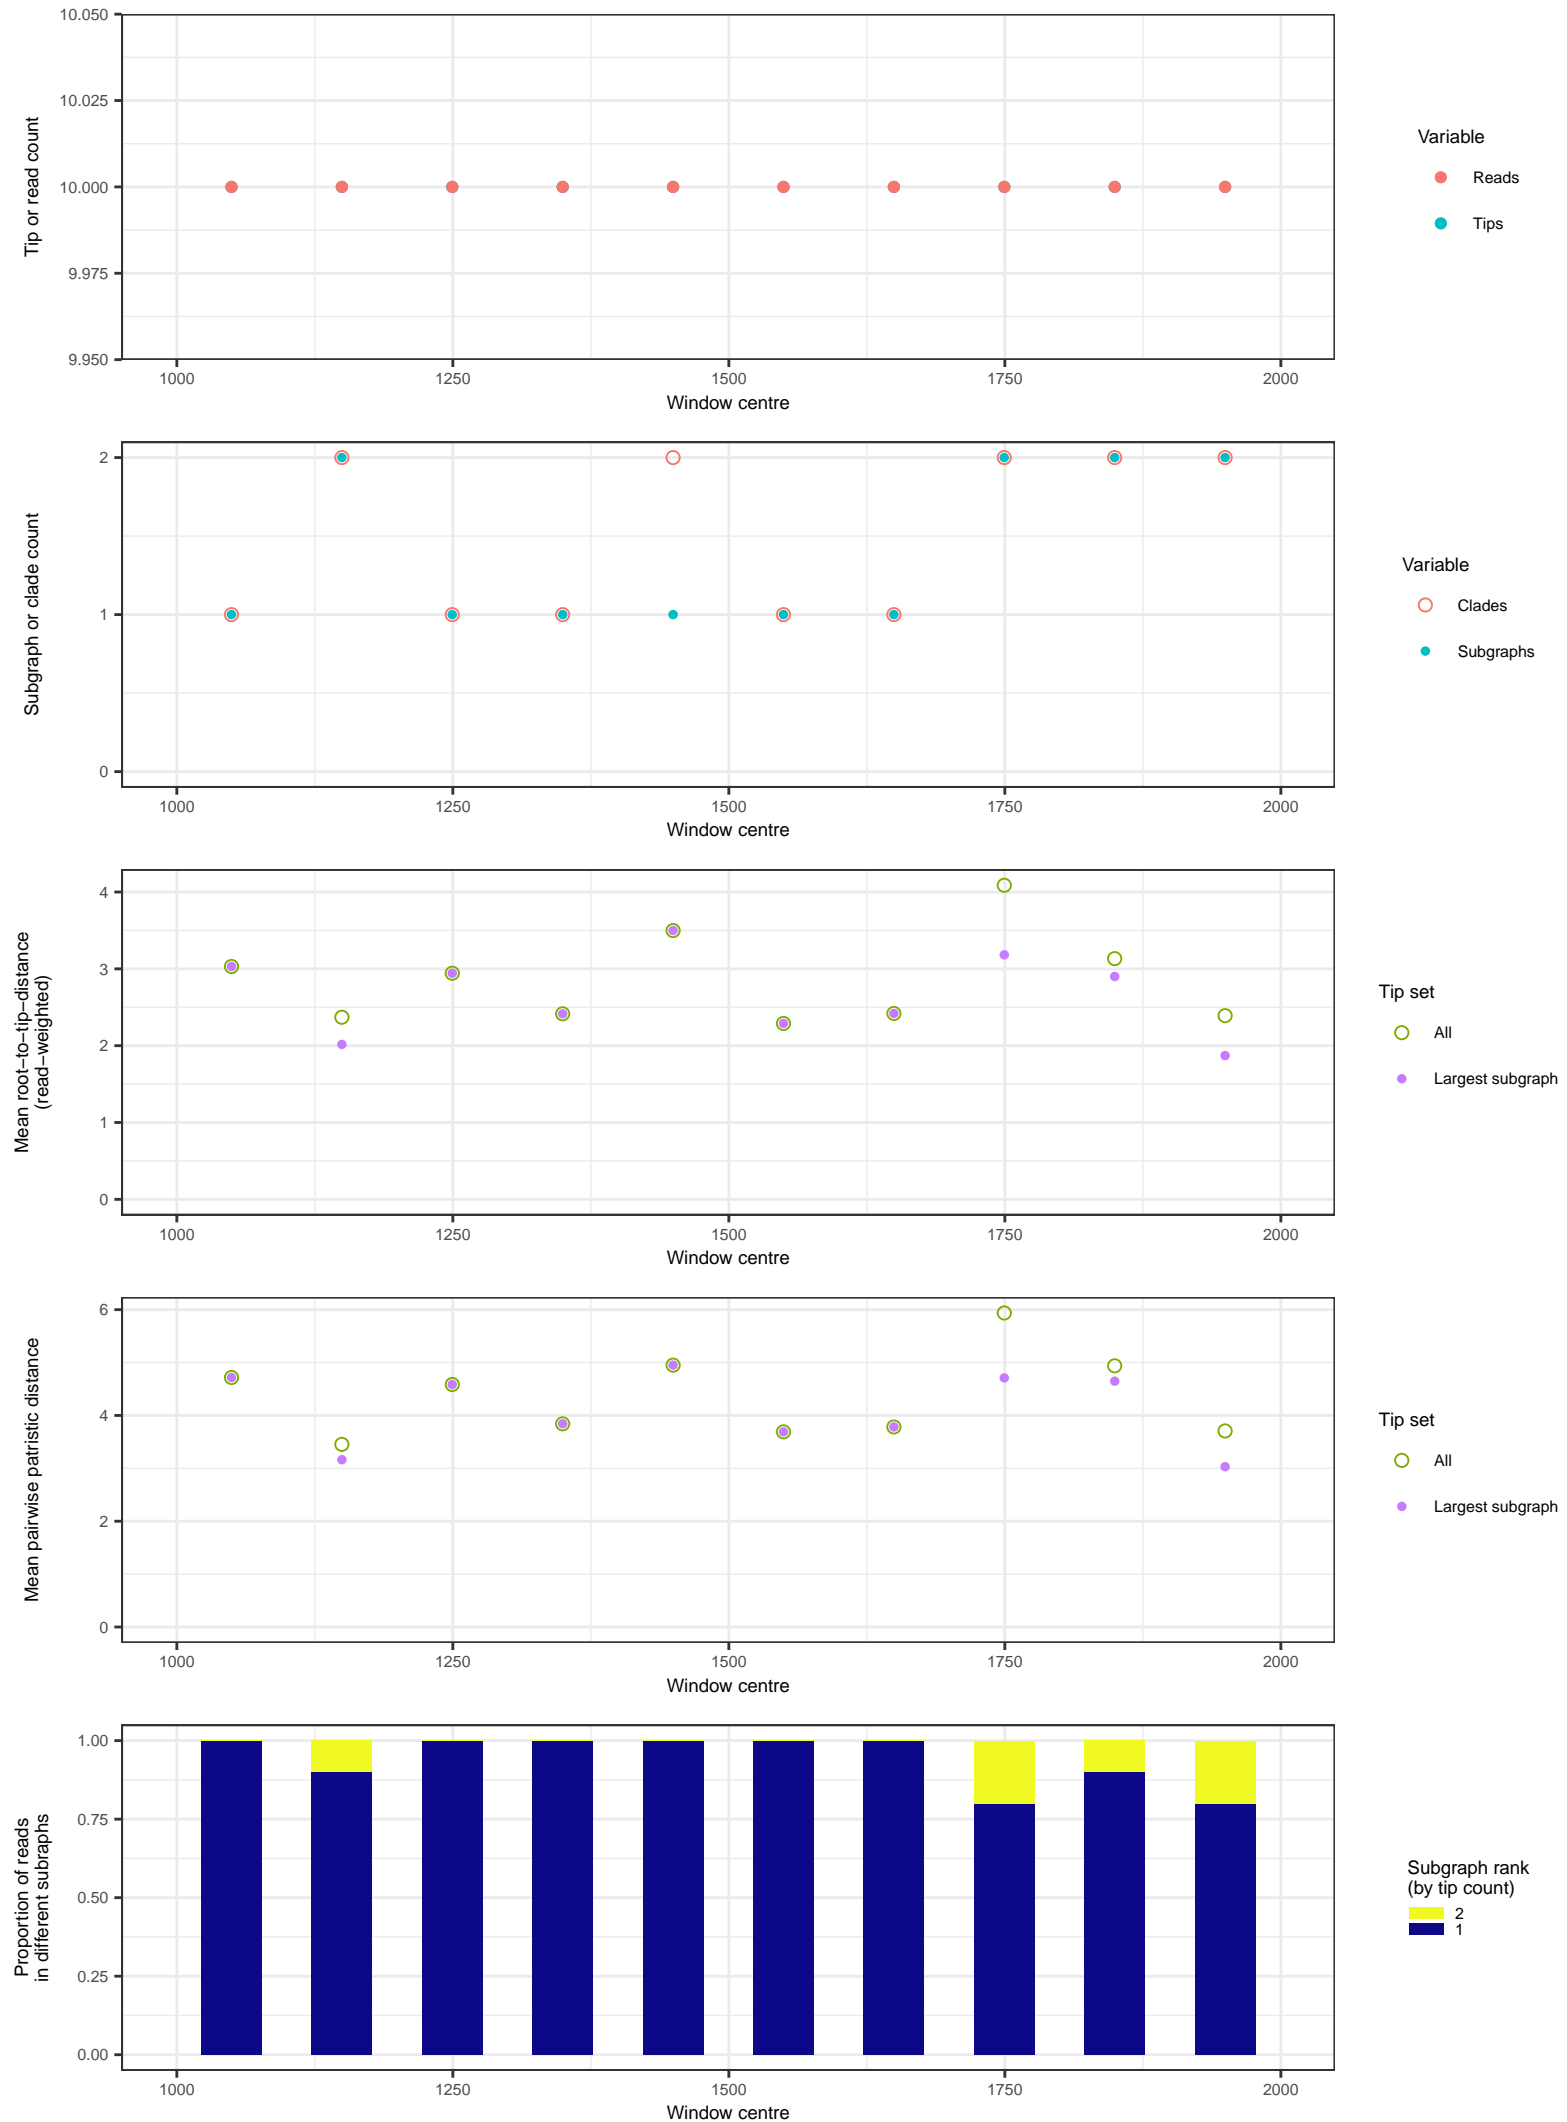 10.050
10.025
10.000
9.975
9.950
Tip or read count
1000 1250 1500 1750 2000
Window centre
Variable
Reads
Tips
2
1
0
Subgraph or clade count
1000 1250 1500 1750 2000
Window centre
Variable
Clades
Subgraphs
4
3
2
1
0
Mean root−to−tip−distance
(read−weighted)
1000 1250 1500 1750 2000
Window centre
Tip set
All
Largest subgraph
6
4
2
0
Mean pairwise patristic distance
1000 1250 1500 1750 2000
Window centre
Tip set
All
Largest subgraph
1.00
0.75
0.50
0.25
0.00
Proportion of reads
in different subraphs
1000 1250 1500 1750 2000
Window centre
Subgraph rank
(by tip count)
2
1